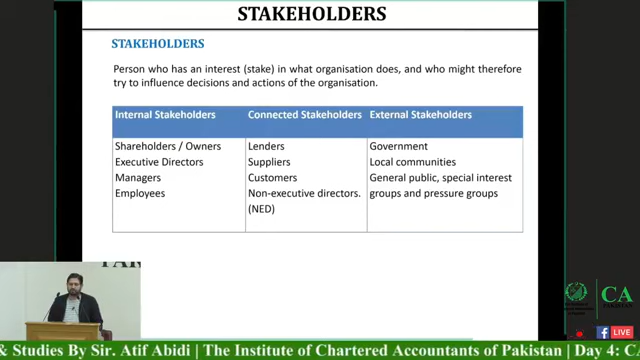 STAKEHOLDERS
STAKEHOLDERS
Person who has an interest (stake) in what organisation does, and who might therefore
try to influence decisions and actions of the organisation.
Internal Stakeholders
Connected Stakeholders
External Stakeholders
Shareholders / Owners
Executive Directors
Managers
Employees
Lenders
Suppliers
Customers
Non-executive directors.
(NED)
Government
Local communities
General public, special interest
groups and pressure groups
CA
PAKISTAN
LIVE
& Studies By Sir. Atif Abidi | The Institute of Chartered Accountants of Pakistan | Day 4: C